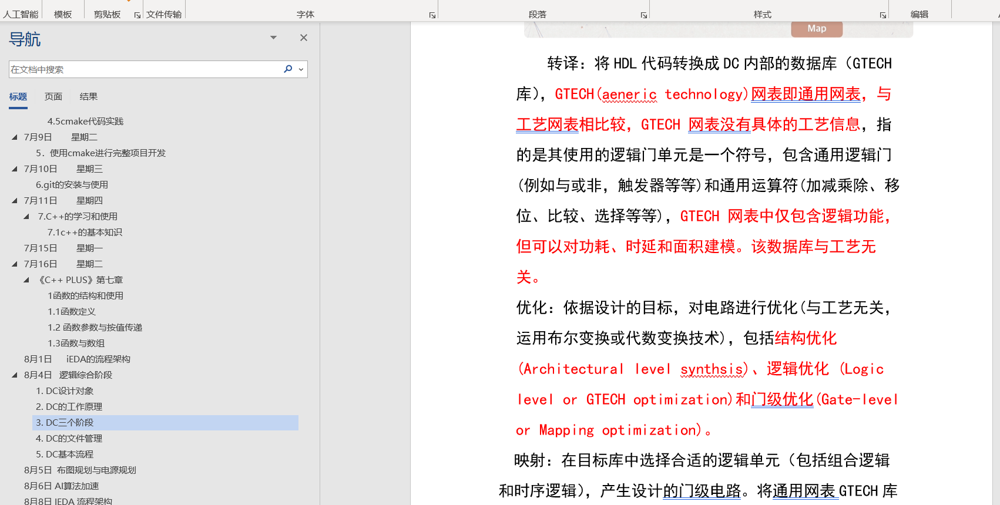 人工智能
模板
剪贴板
文件传输
字体
段落
样式
编辑
导航
在文档中搜索
标题 页面 结果
4.5cmake代码实践
7月9日 星期二
5. 使用cmake进行完整项目开发
7月10日 星期三
6.git的安装与使用
7月11日 星期四
7.C++的学习和使用
7.1c++的基本知识
7月15日 星期一
7月16日 星期二
《C++ PLUS》第七章
1函数的结构和使用
1.1函数定义
1.2 函数参数与按值传递
1.3函数与数组
8月1日 iEDA的流程架构
8月4日 逻辑综合阶段
1. DC设计对象
2. DC的工作原理
3. DC三个阶段
4. DC的文件管理
5. DC基本流程
8月5日 布图规划与电源规划
8月6日 AI算法加速
8月8日 IEDA 流程架构
Map
转译：将 HDL 代码转换成 DC 内部的数据库（GTECH
库），GTECH(aeneric technology)网表即通用网表，与
工艺网表相比较，GTECH 网表没有具体的工艺信息，指
的是其使用的逻辑门单元是一个符号，包含通用逻辑门
(例如与或非，触发器等等)和通用运算符(加减乘除、移
位、比较、选择等等)，GTECH 网表中仅包含逻辑功能，
但可以对功耗、时延和面积建模。该数据库与工艺无
关。
优化：依据设计的目标，对电路进行优化(与工艺无关，
运用布尔变换或代数变换技术)，包括结构优化
(Architectural level synthsis)、逻辑优化 (Logic
level or GTECH optimization)和门级优化(Gate-level
or Mapping optimization)。
映射：在目标库中选择合适的逻辑单元（包括组合逻辑
和时序逻辑），产生设计的门级电路。将通用网表 GTECH 库